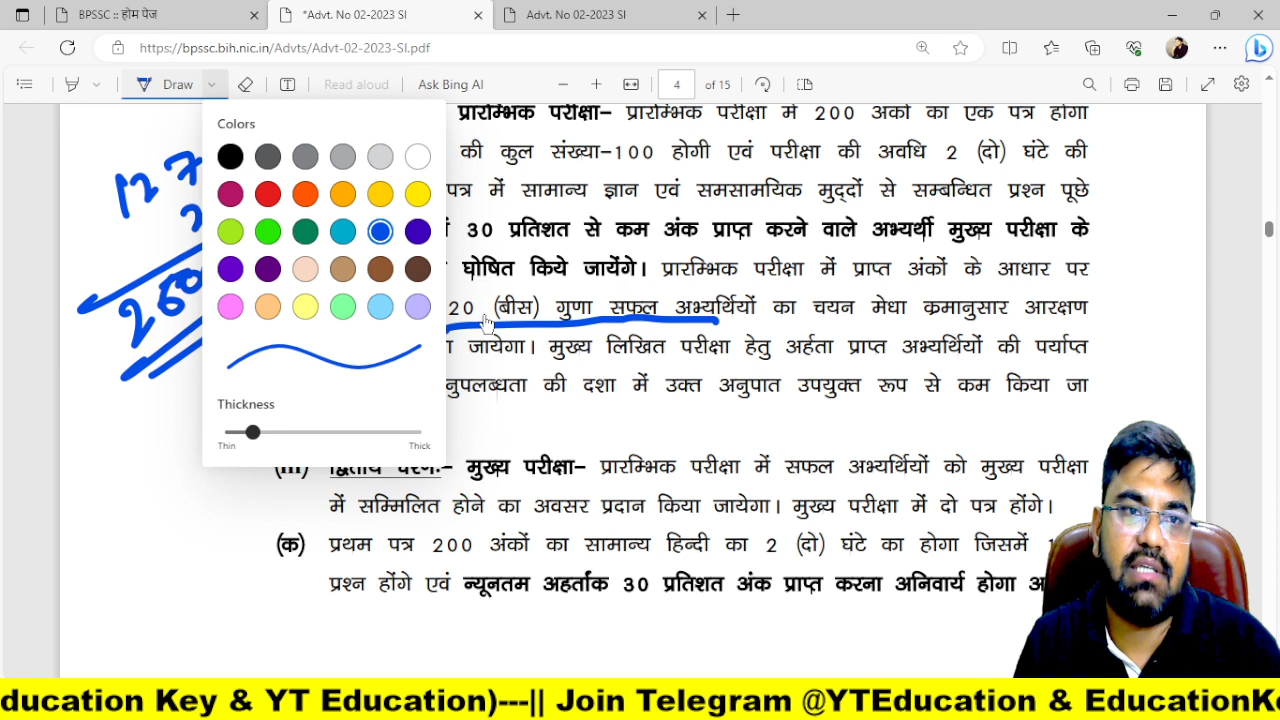 BPSSC :: होम पेज
*Advt. No 02-2023 SI
Advt. No 02-2023 SI
https://bpssc.bih.nic.in/Advts/Advt-02-2023-SI.pdf
Draw
Read aloud
Ask Bing AI
4
of 15
Colors
Thickness
Thin
Thick
127
250
प्रारम्भिक परीक्षा– प्रारम्भिक परीक्षा में 200 अंकों का एक पत्र होगा
की कुल संख्या–100 होगी एवं परीक्षा की अवधि 2 (दो) घंटे की
पत्र में सामान्य ज्ञान एवं समसामयिक मुद्दों से सम्बन्धित प्रश्न पूछे
30 प्रतिशत से कम अंक प्राप्त करने वाले अभ्यर्थी मुख्य परीक्षा के
घोषित किये जायेंगे। प्रारम्भिक परीक्षा में प्राप्त अंकों के आधार पर
20 (बीस) गुणा सफल अभ्यर्थियों का चयन मेधा क्रमानुसार आरक्षण
जायेगा। मुख्य लिखित परीक्षा हेतु अर्हता प्राप्त अभ्यर्थियों की पर्याप्त
नुपलब्धता की दशा में उक्त अनुपात उपयुक्त रूप से कम किया जा
(iii) द्वितीय चरणः– मुख्य परीक्षा– प्रारम्भिक परीक्षा में सफल अभ्यर्थियों को मुख्य परीक्षा
में सम्मिलित होने का अवसर प्रदान किया जायेगा। मुख्य परीक्षा में दो पत्र होंगे।
(क) प्रथम पत्र 200 अंकों का सामान्य हिन्दी का 2 (दो) घंटे का होगा जिसमें
प्रश्न होंगे एवं न्यूनतम अहर्तांक 30 प्रतिशत अंक प्राप्त करना अनिवार्य होगा
ducation Key & YT Education)---|| Join Telegram @YTEducation & EducationK